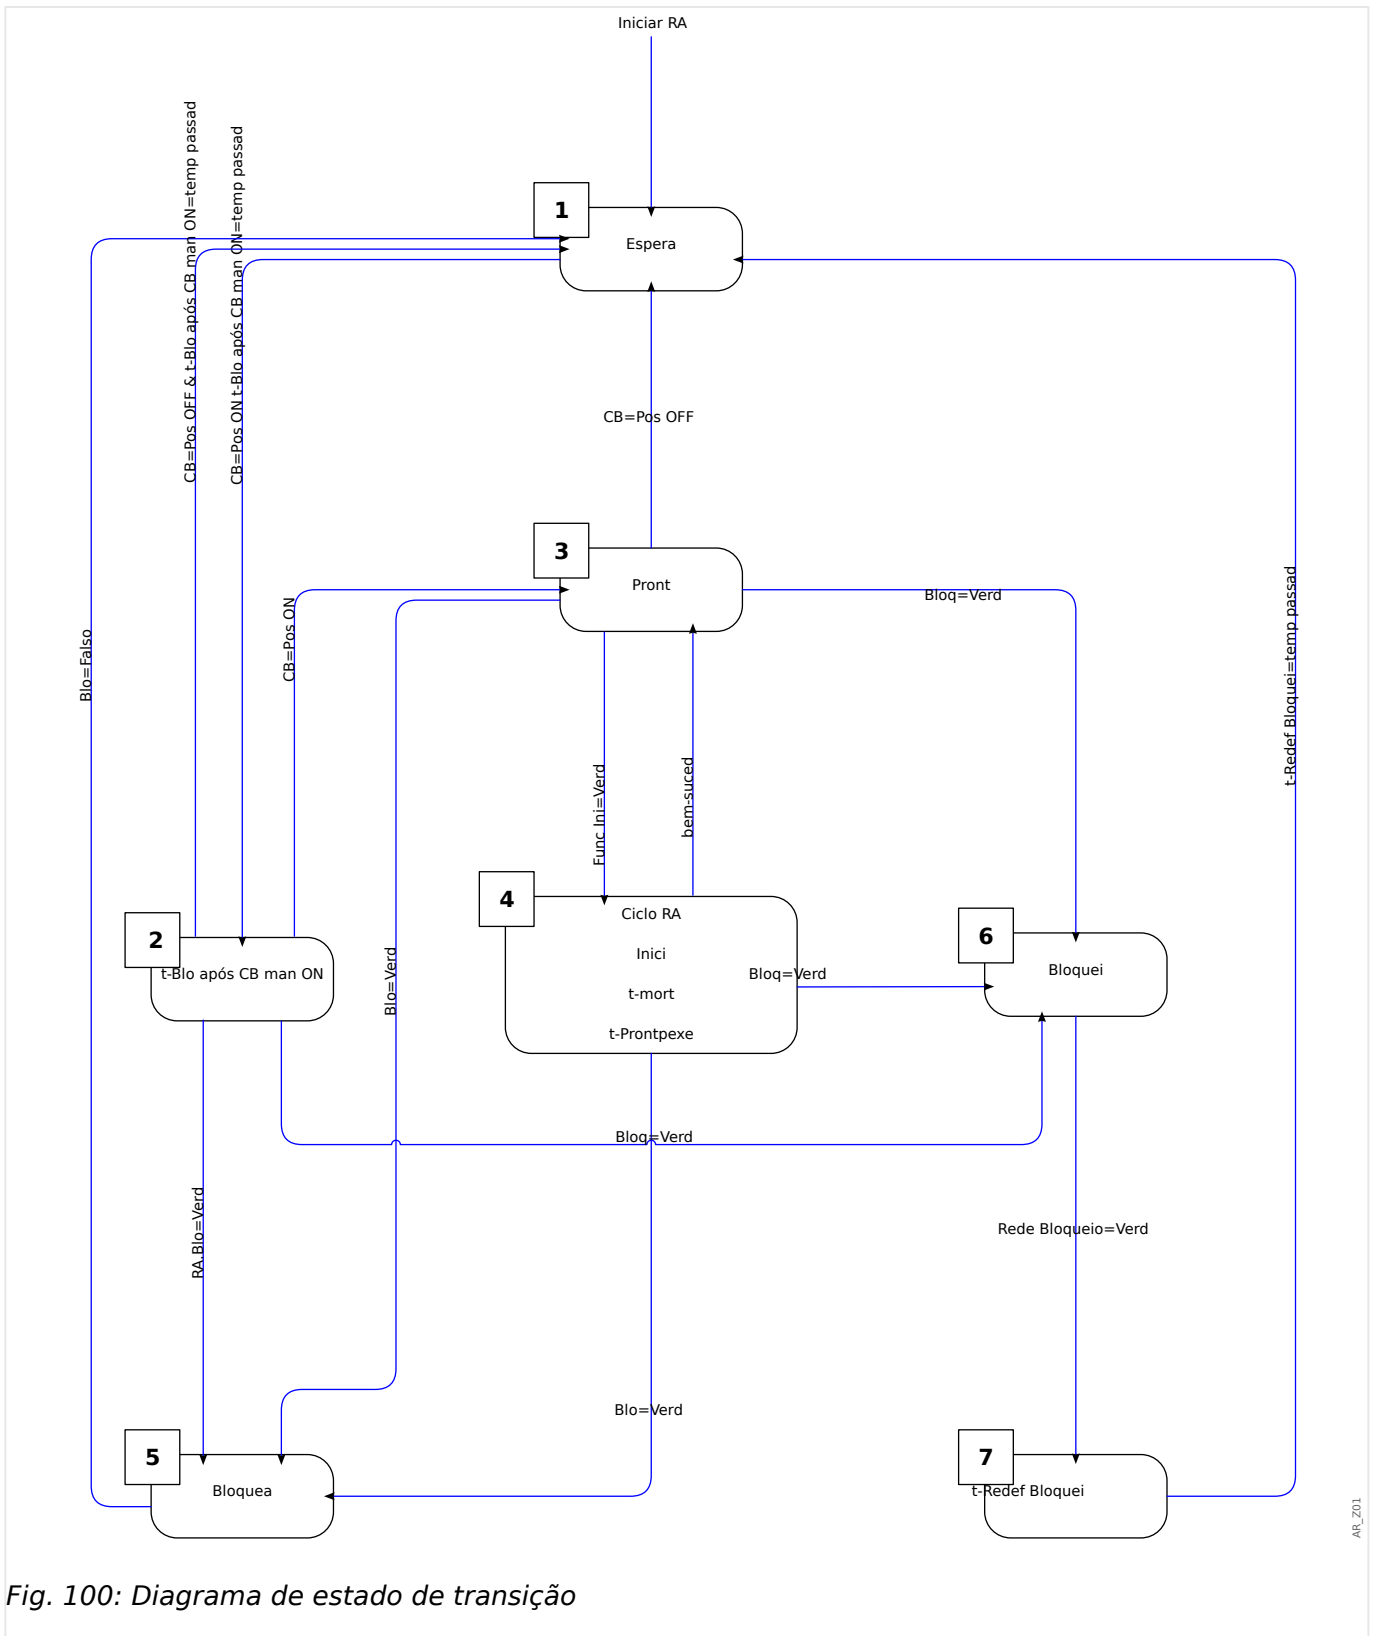 Iniciar RA
1
Espera
CB=Pos OFF & t-Blo após CB man ON=temp passad
CB=Pos ON t-Blo após CB man ON=temp passad
CB=Pos OFF
3
Pront
Bloq=Verd
CB=Pos ON
Blo=Falso
t-Redef Bloquei=temp passad
Func Ini=Verd
bem-suced
4
Ciclo RA
Inici
t-mort
t-Prontpexe
Bloq=Verd
2
t-Blo após CB man ON
Blo=Verd
6
Bloquei
Bloq=Verd
RA.Blo=Verd
Rede Bloqueio=Verd
Blo=Verd
5
Bloquea
7
t-Redef Bloquei
AR_Z01
Fig. 100: Diagrama de estado de transição